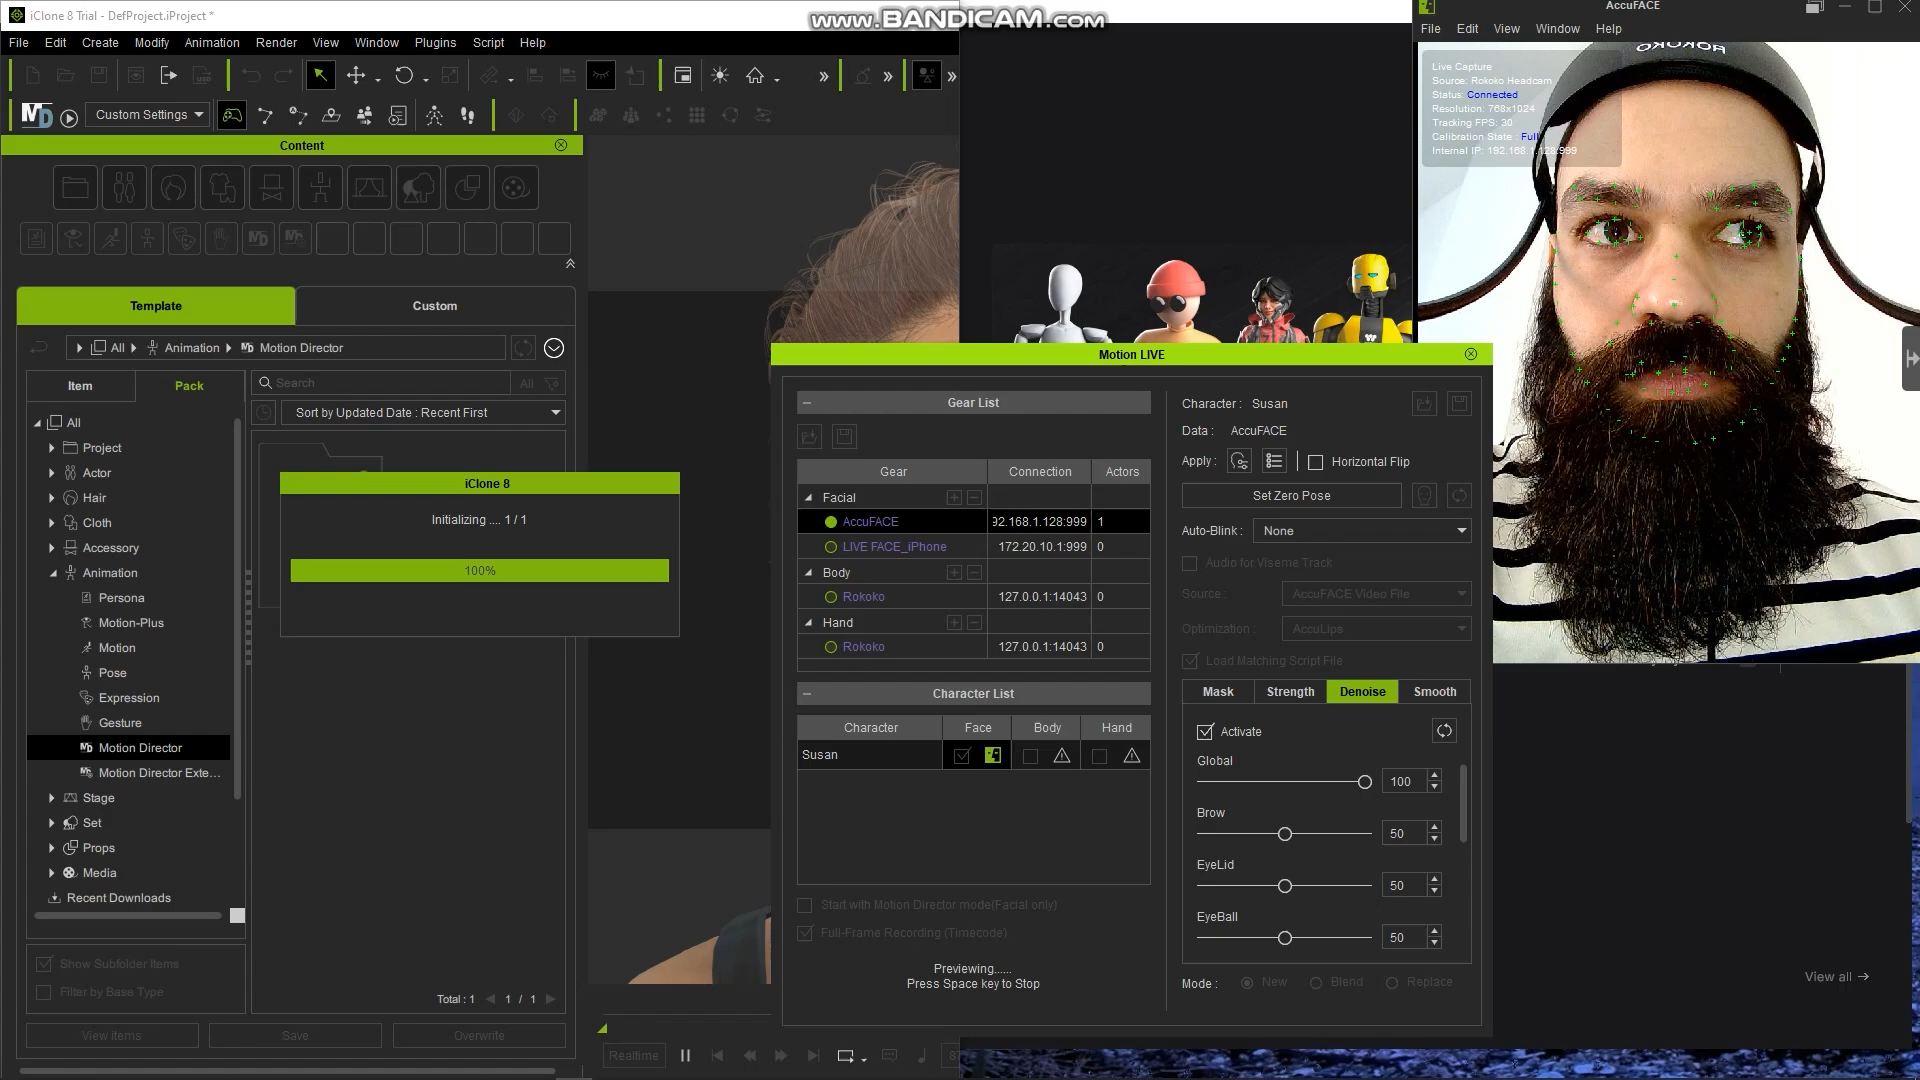 iClone 8 Trial - DefProject.iProject *
www.BANDICAM.com
File Edit Create Modify Animation Render View Window Plugins Script Help
Custom Settings
Content
Template
Custom
All
Animation
Motion Director
Item
Pack
Search
All
Sort by Updated Date : Recent First
All
Project
Actor
Hair
Cloth
Accessory
Animation
Persona
Motion-Plus
Motion
Pose
Expression
Gesture
Motion Director
Motion Director Exte...
Stage
Set
Props
Media
Recent Downloads
Show Subfolder Items
Filter by Base Type
Total : 1
1 / 1
View items
Save
Overwrite
iClone 8
Initializing .... 1 / 1
100%
Realtime
Motion LIVE
Gear List
Gear Connection Actors
Facial
AccuFACE 92.168.1.128:999 1
LIVE FACE_iPhone 172.20.10.1:999 0
Body
Rokoko 127.0.0.1:14043 0
Hand
Rokoko 127.0.0.1:14043 0
Character List
Character Face Body Hand
Susan
Start with Motion Director mode(Facial only)
Full-Frame Recording (Timecode)
Previewing......
Press Space key to Stop
Character : Susan
Data : AccuFACE
Apply :
Horizontal Flip
Set Zero Pose
Auto-Blink : None
Audio for Viseme Track
Source : AccuFACE Video File
Optimization : AccuLips
Load Matching Script File
Mask Strength Denoise Smooth
Activate
Global
100
Brow
50
EyeLid
50
EyeBall
50
Mode : New Blend Replace
AccuFACE
File Edit View Window Help
Live Capture
Source: Rokoko Headcam
Status: Connected
Resolution: 768x1024
Tracking FPS: 30
Calibration State : Full
Internal IP: 192.168.1.128:999
ROKOKO
View all →